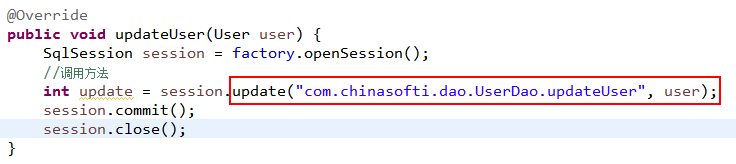 @Override
public void updateUser(User user) {
SqlSession session = factory.openSession();
//调用方法
int update = session.update("com.chinasofti.dao.UserDao.updateUser", user);
session.commit();
session.close();
}